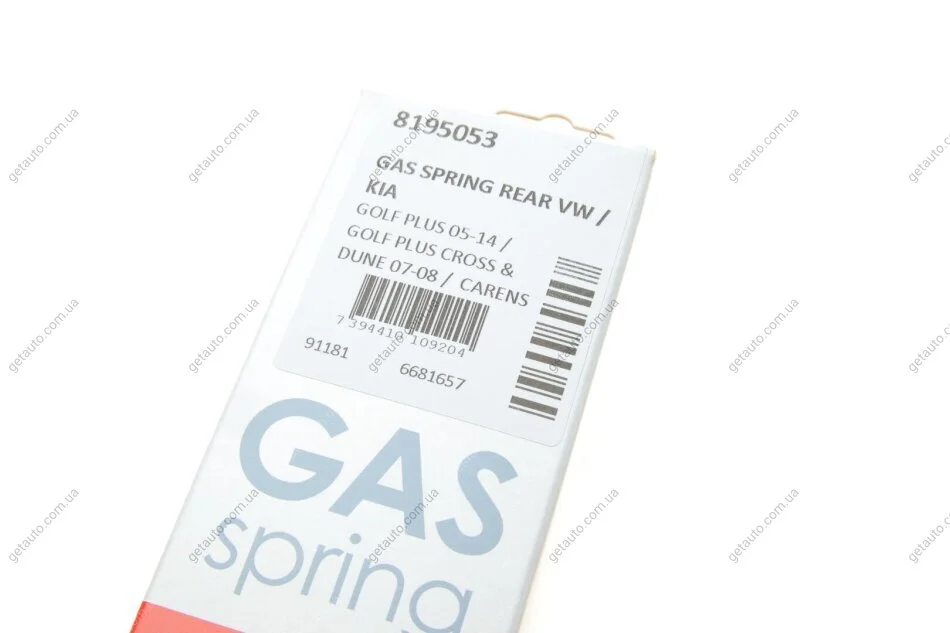 8195053
GAS SPRING REAR VW /
KIA
GOLF PLUS 05-14 /
GOLF PLUS CROSS &
DUNE 07-08 / CARENS
7 394410 109204
91181
6681657
GAS
spring
getauto.com.ua